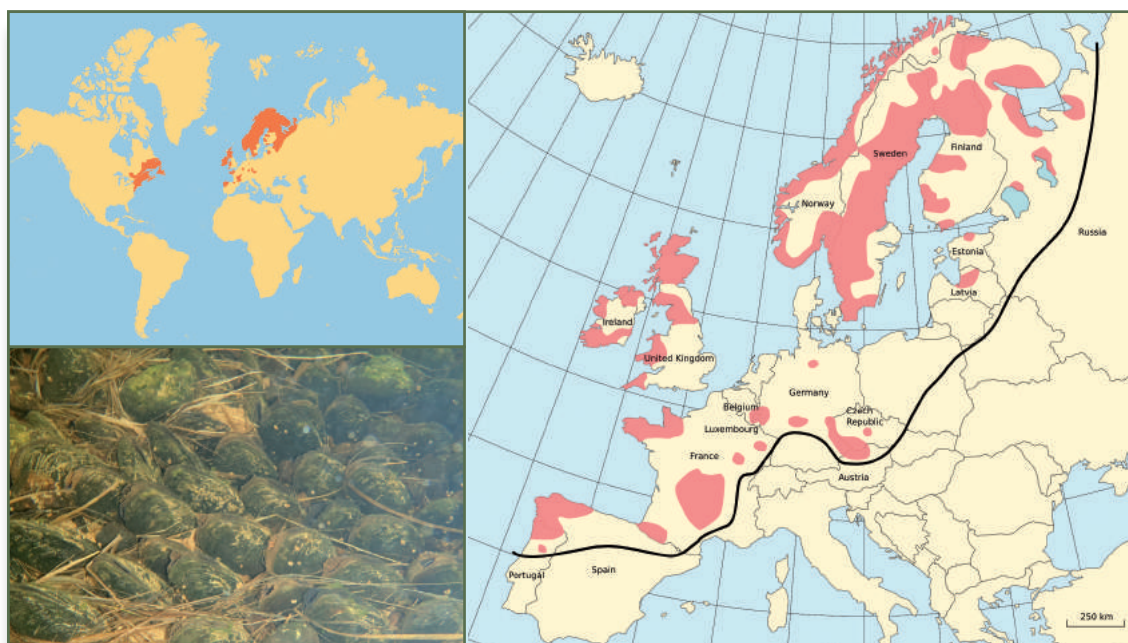 Sweden
Finland
Norway
Russia
Estonia
Latvia
Ireland
United Kingdom
Germany
Belgium
Czech
Republic
Luxembourg
France
Austria
Spain
Portugal
250 km